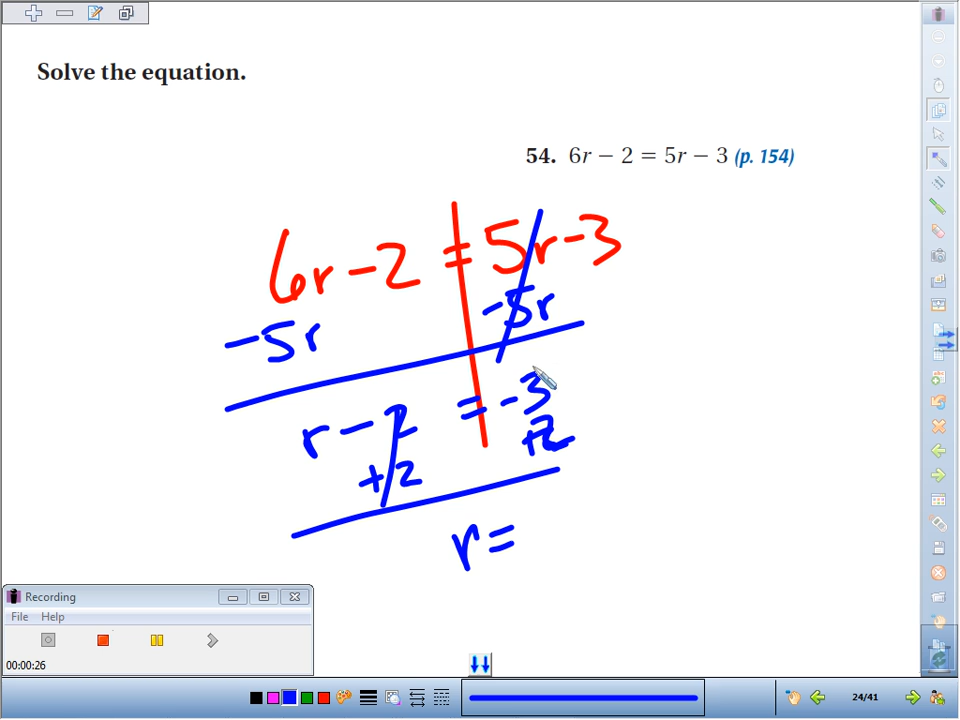 Solve the equation.
54. 6r − 2 = 5r − 3 (p. 154)
6r - 2 = 5r - 3
-5r -5r
r - 2 = -3
+2 +2
r =
Recording
File Help
00:00:26
24/41